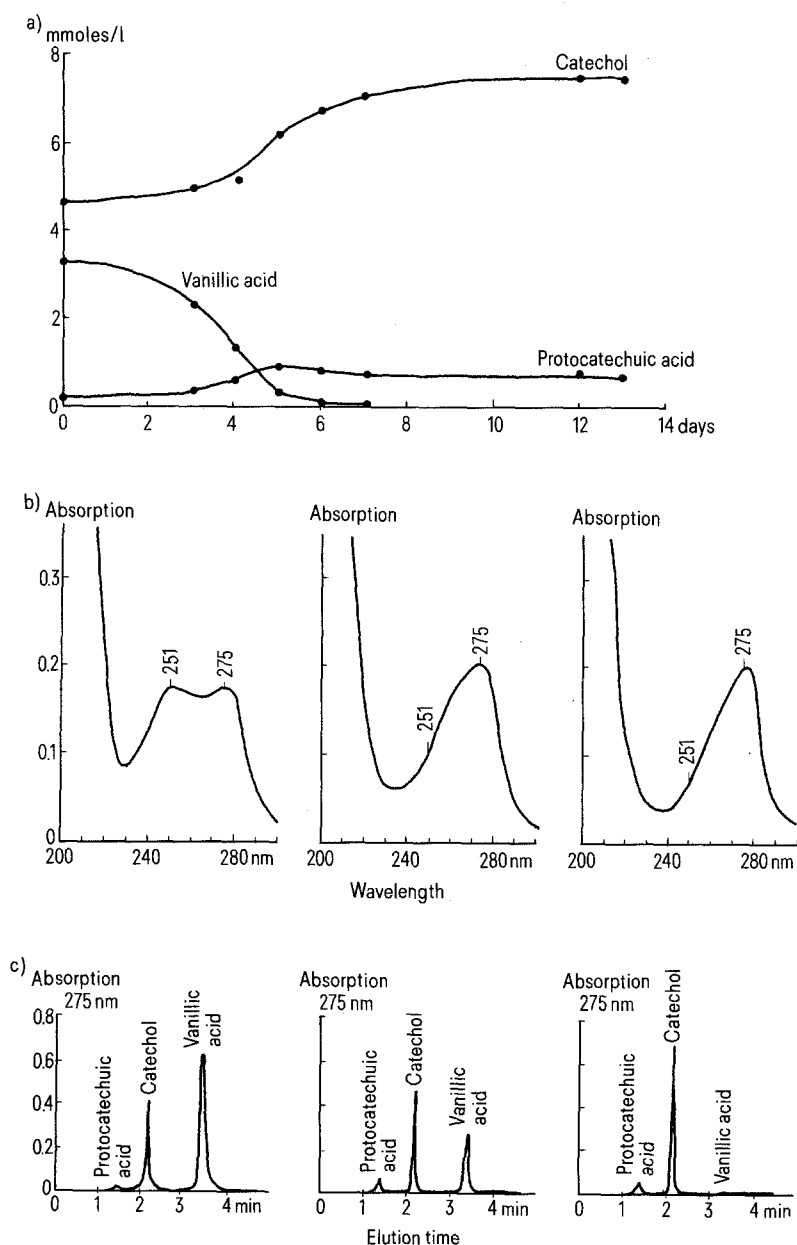 a)
mmoles/l
8
6
4
2
0
Catechol
Vanillic acid
Protocatechuic acid
0 2 4 6 8 10 12 14 days
b) Absorption
0.3
0.2
0.1
0
251
275
200 240 280 nm
Absorption
251
275
200 240 280 nm
Absorption
251
275
200 240 280 nm
Wavelength
c)
Absorption
275 nm
0.8
0.6
0.4
0.2
0
Protocatechuic
acid
Catechol
Vanillic
acid
0 1 2 3 4 min
Absorption
275 nm
Protocatechuic
acid
Catechol
Vanillic
acid
0 1 2 3 4 min
Absorption
275 nm
Protocatechuic
acid
Catechol
Vanillic acid
0 1 2 3 4 min
Elution time